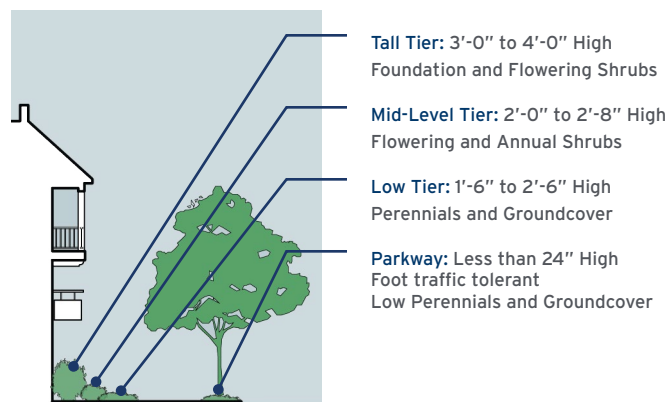 Tall Tier: 3’-0” to 4’-0” High
Foundation and Flowering Shrubs
Mid-Level Tier: 2’-0” to 2’-8” High
Flowering and Annual Shrubs
Low Tier: 1’-6” to 2’-6” High
Perennials and Groundcover
Parkway: Less than 24” High
Foot traffic tolerant
Low Perennials and Groundcover